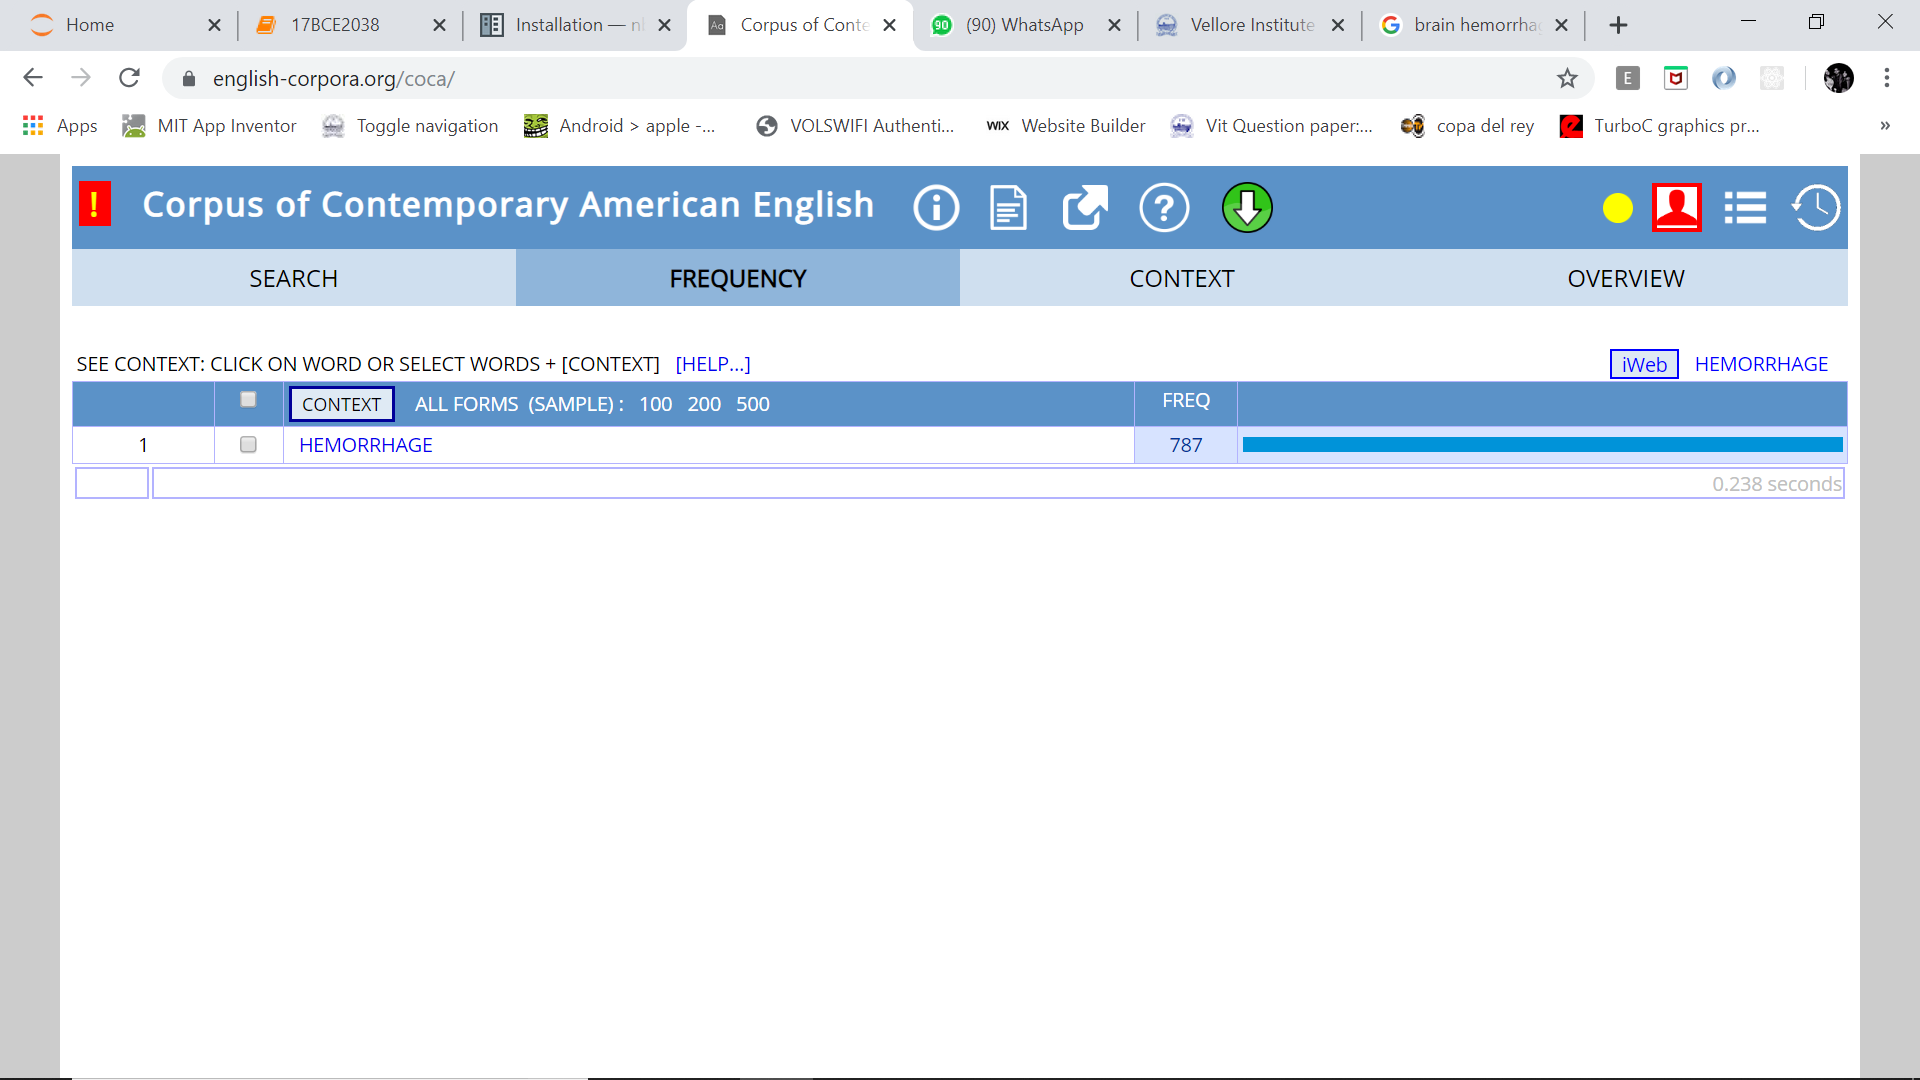 Home 17BCE2038 Installation — nl Corpus of Conte 90 (90) WhatsApp Vellore Institute brain hemorrha
english-corpora.org/coca/ E
Apps MIT App Inventor Toggle navigation Android > apple -... VOLSWIFI Authenti... WIX Website Builder Vit Question paper:... copa del rey TurboC graphics pr... »
! Corpus of Contemporary American English i ?
SEARCH FREQUENCY CONTEXT OVERVIEW
SEE CONTEXT: CLICK ON WORD OR SELECT WORDS + [CONTEXT] [HELP...] iWeb HEMORRHAGE
CONTEXT ALL FORMS (SAMPLE) : 100 200 500 FREQ
1 HEMORRHAGE 787
0.238 seconds